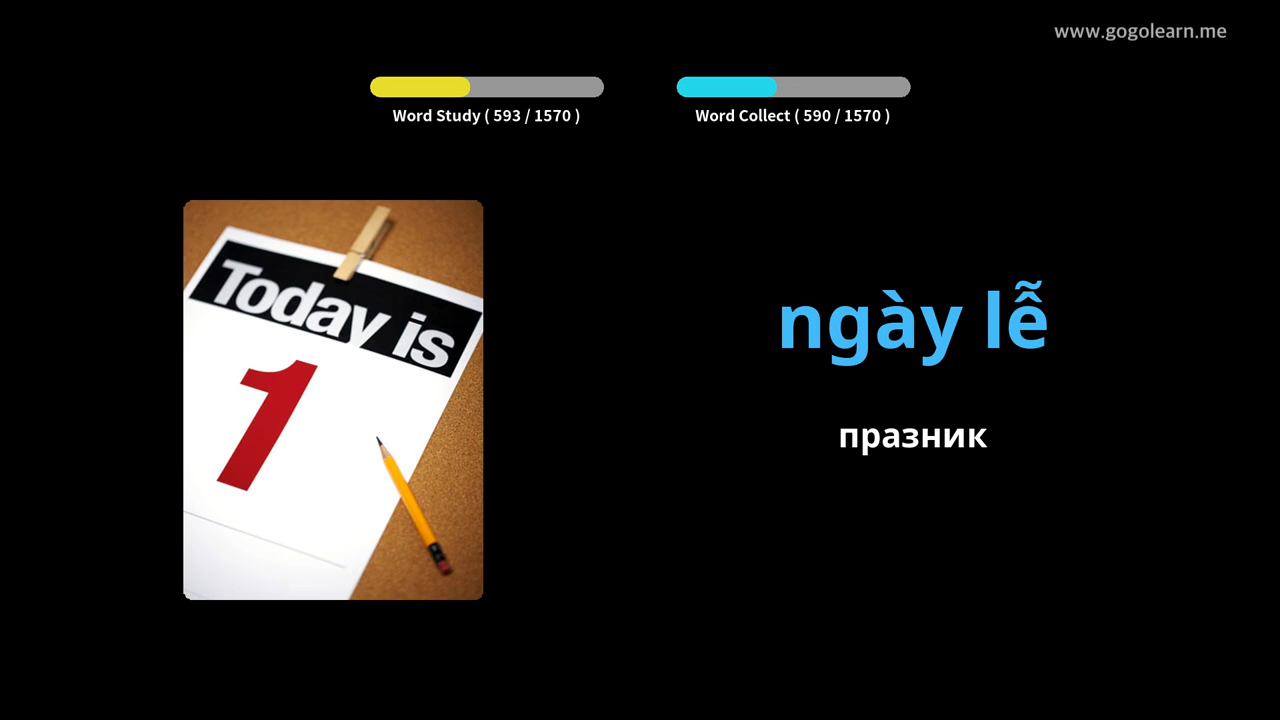 www.gogolearn.me
Word Study ( 593 / 1570 )
Word Collect ( 590 / 1570 )
Today is
1
ngày lễ
празник